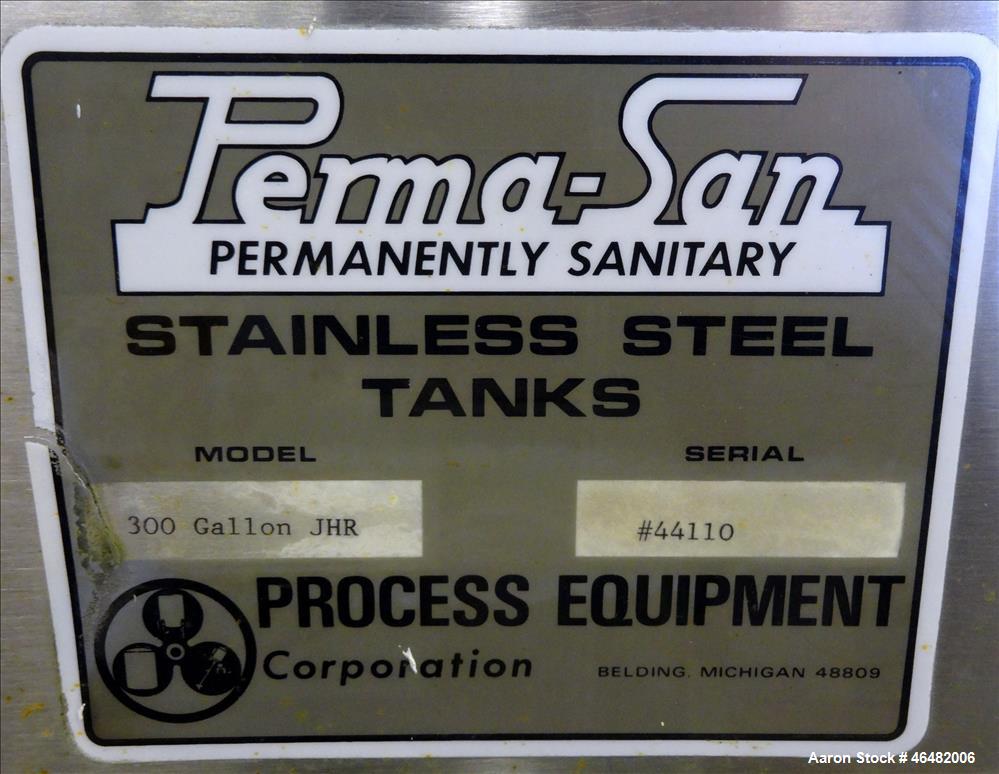 Perma-San
PERMANENTLY SANITARY
STAINLESS STEEL
TANKS
MODEL SERIAL
300 Gallon JHR #44110
PROCESS EQUIPMENT
Corporation BELDING, MICHIGAN 48809
Aaron Stock # 46482006